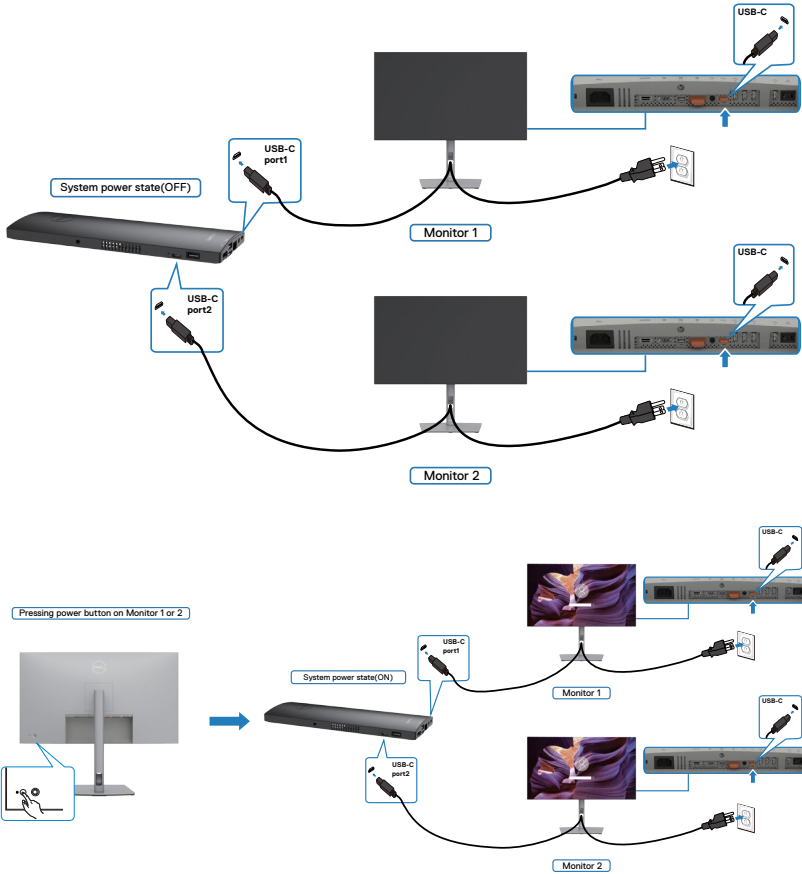 USB-C
USB-C
port1
System power state(OFF)
Monitor 1
USB-C
USB-C
port2
Monitor 2
USB-C
Pressing power button on Monitor 1 or 2
USB-C
port1
System power state(ON)
Monitor 1
USB-C
USB-C
port2
Monitor 2